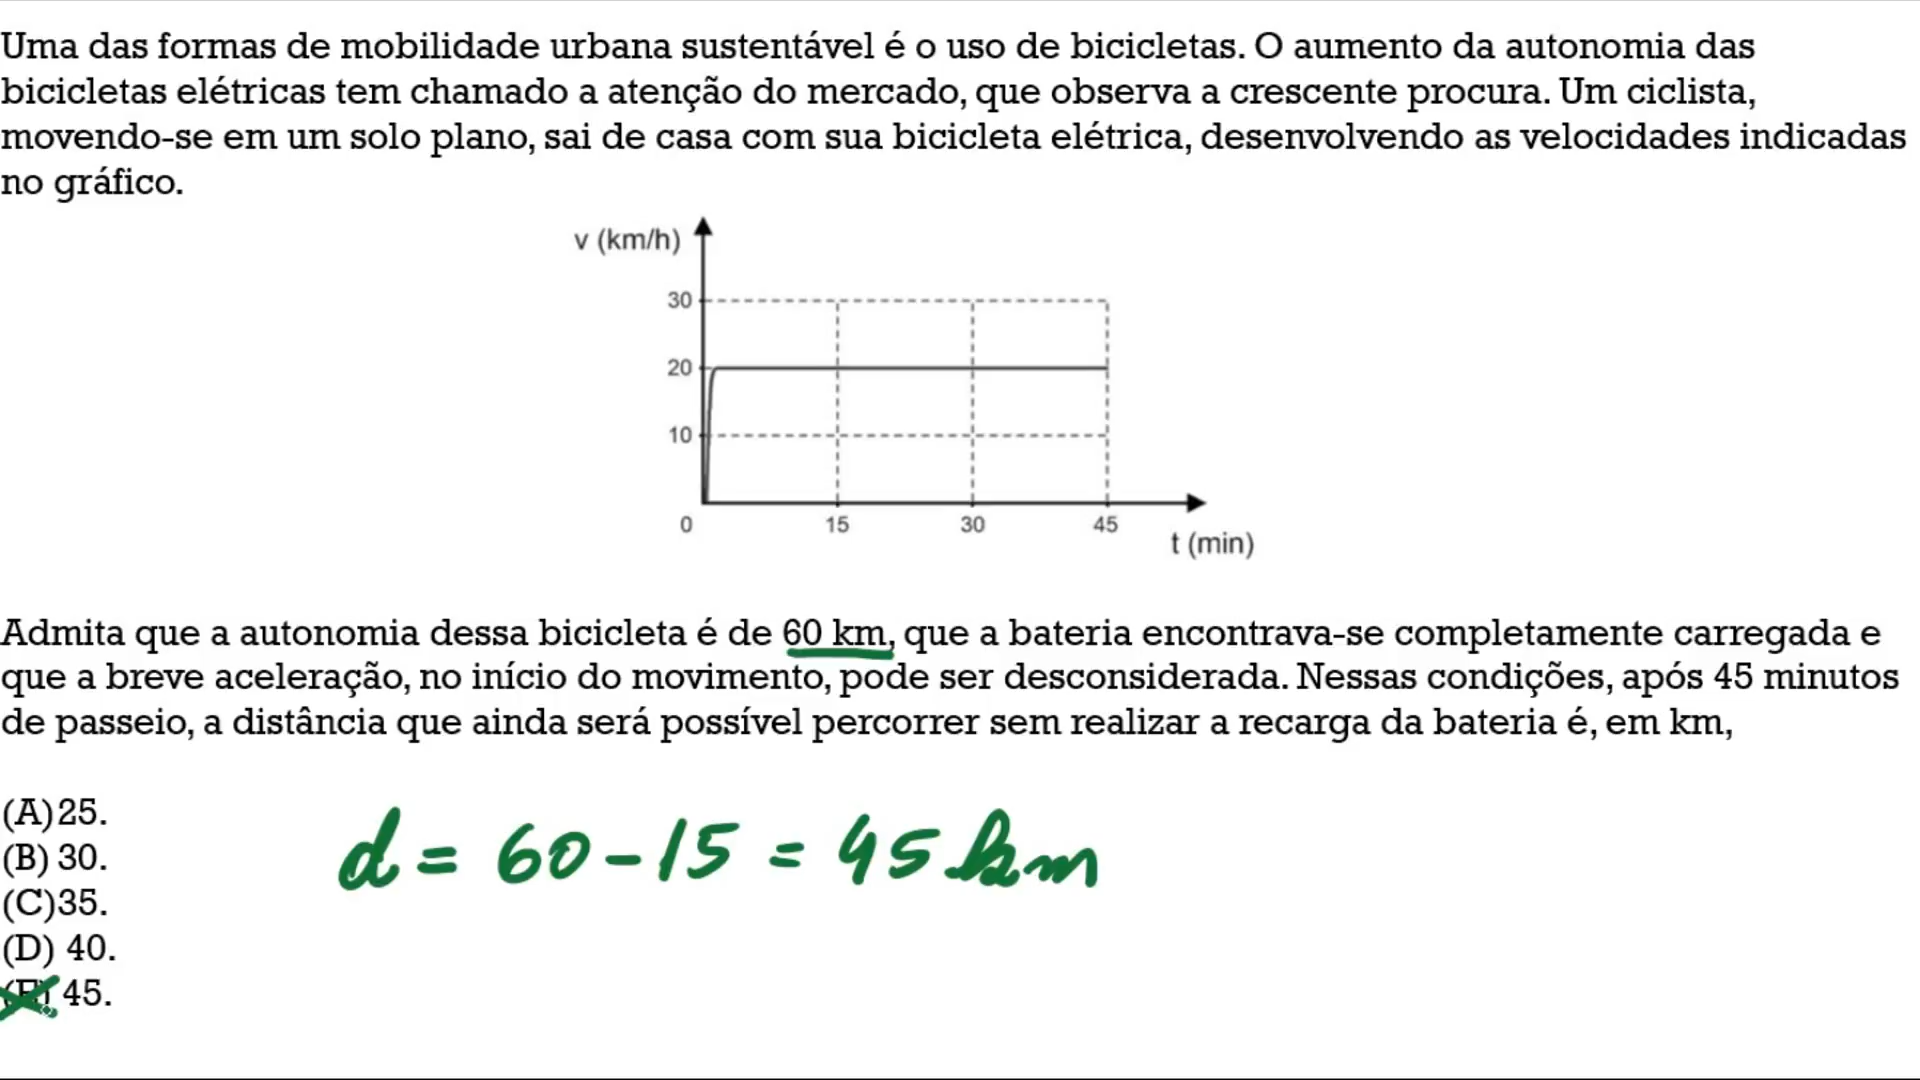 Uma das formas de mobilidade urbana sustentável é o uso de bicicletas. O aumento da autonomia das
bicicletas elétricas tem chamado a atenção do mercado, que observa a crescente procura. Um ciclista,
movendo-se em um solo plano, sai de casa com sua bicicleta elétrica, desenvolvendo as velocidades indicadas
no gráfico.
v (km/h)
30
20
10
0 15 30 45
t (min)
Admita que a autonomia dessa bicicleta é de 60 km, que a bateria encontrava-se completamente carregada e
que a breve aceleração, no início do movimento, pode ser desconsiderada. Nessas condições, após 45 minutos
de passeio, a distância que ainda será possível percorrer sem realizar a recarga da bateria é, em km,
(A) 25.
(B) 30.
(C) 35.
(D) 40.
(E) 45.
d = 60 - 15 = 45 km